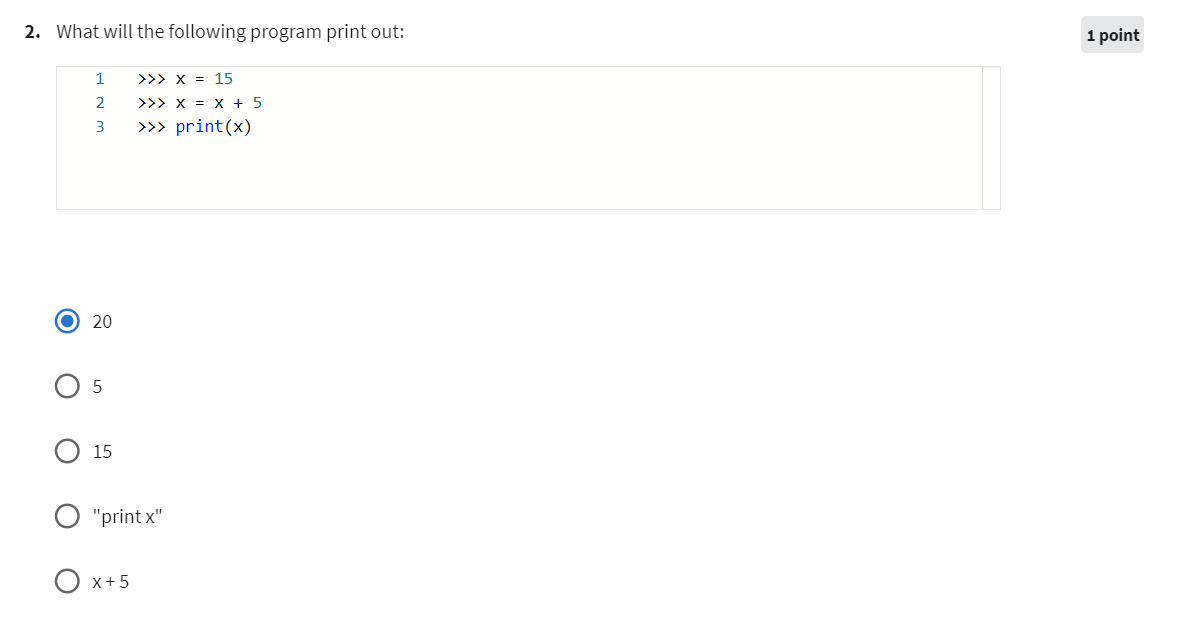 2. What will the following program print out:
1 point
1 >>> x = 15
2 >>> x = x + 5
3 >>> print(x)
20
5
15
"print x"
x + 5